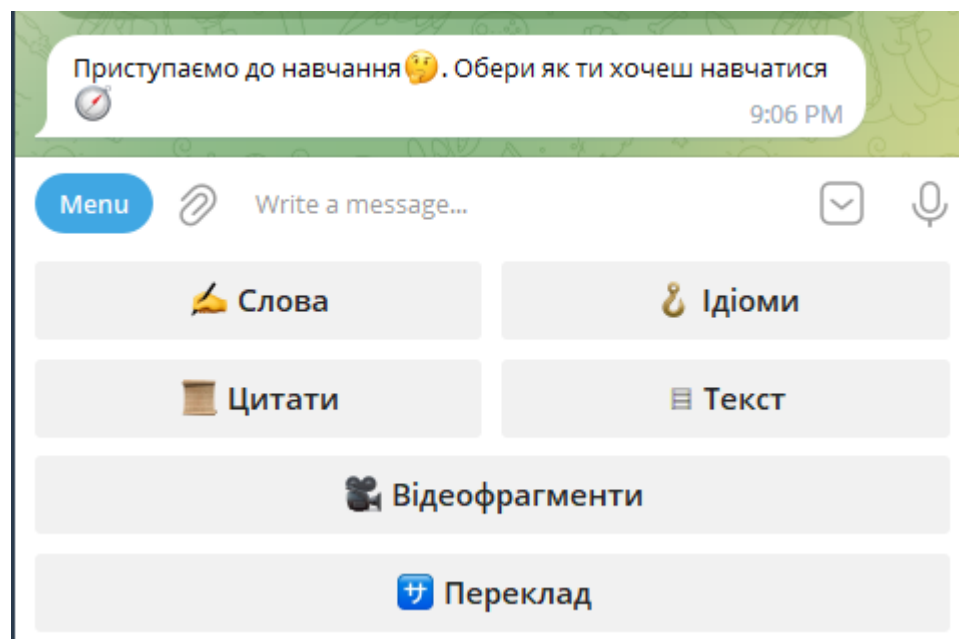 Приступаємо до навчання🤔. Обери як ти хочеш навчатися
🧭
9:06 PM
Menu
Write a message...
✍️ Слова
🪝 Ідіоми
📜 Цитати
Текст
🎥 Відеофрагменти
🈂️ Переклад